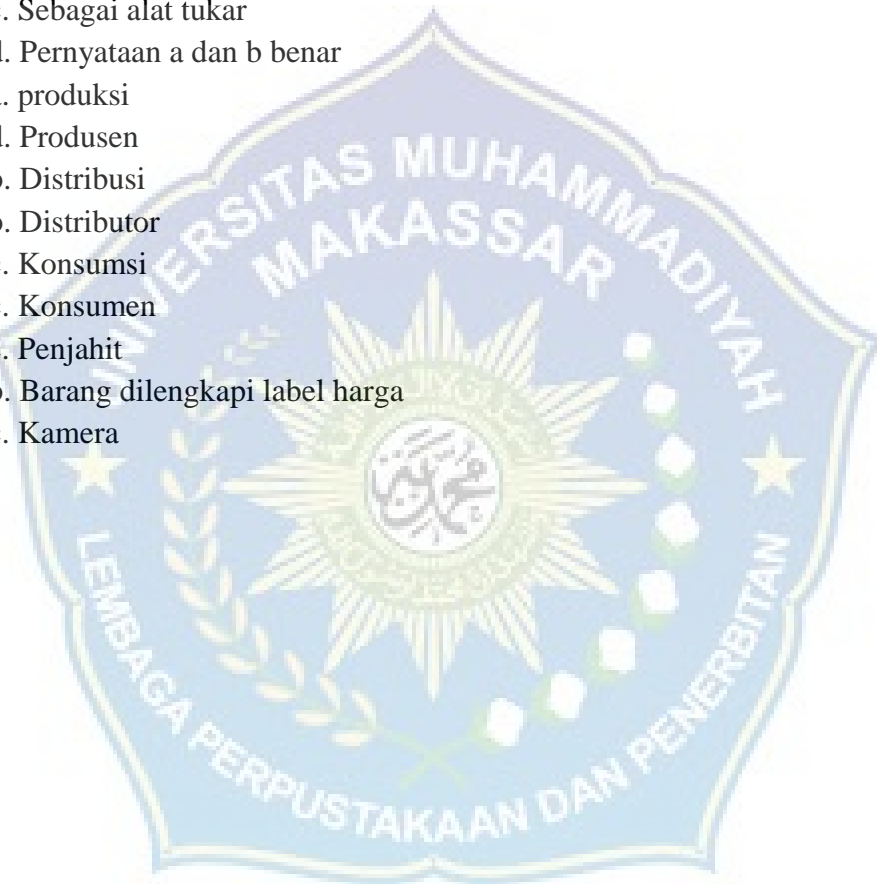 . Sebagai alat tukar
d. Pernyataan a dan b benar
. produksi
d. Produsen
b. Distribusi
b. Distributor
. Konsumsi
. Konsumen
. Penjahit
b. Barang dilengkapi label harga
. Kamera
UNIVERSITAS MUHAMMADIYAH
MAKASSAR
LEMBAGA PERPUSTAKAAN DAN PENERBITAN